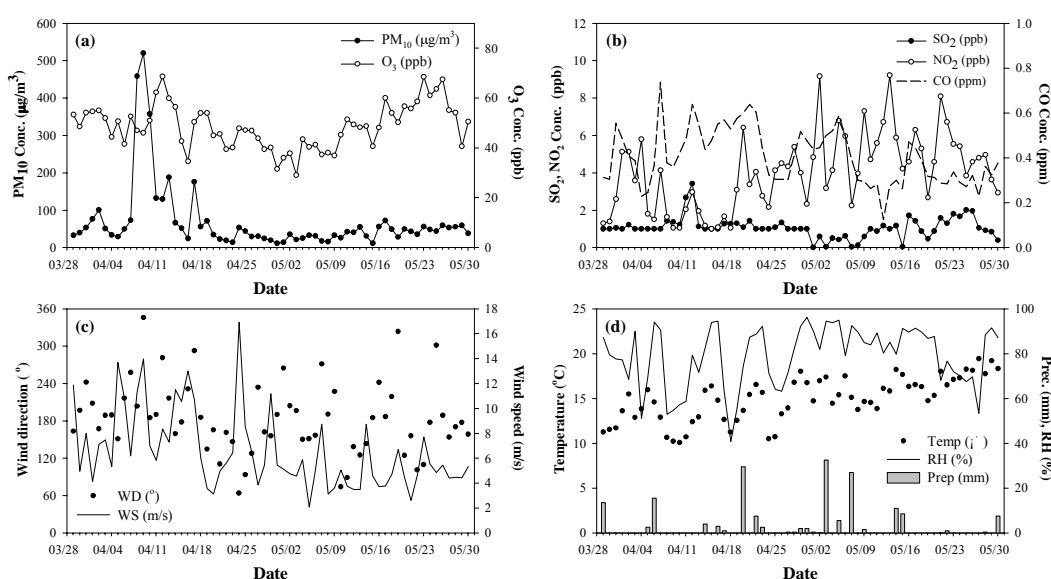 (a)
PM10 (μg/m3)
O3 (ppb)
PM10 Conc. (μg/m3)
600
500
400
300
200
100
0
80
60
40
20
0
O3 Conc. (ppb)
03/28 04/04 04/11 04/18 04/25 05/02 05/09 05/16 05/23 05/30
Date
(b)
SO2 (ppb)
NO2 (ppb)
CO (ppm)
SO2, NO2 Conc. (ppb)
12
10
8
6
4
2
0
1.0
0.8
0.6
0.4
0.2
0.0
CO Conc. (ppm)
03/28 04/04 04/11 04/18 04/25 05/02 05/09 05/16 05/23 05/30
Date
(c)
WD (o)
WS (m/s)
Wind direction (o)
360
300
240
180
120
60
0
18
16
14
12
10
8
6
4
2
0
Wind speed (m/s)
03/28 04/04 04/11 04/18 04/25 05/02 05/09 05/16 05/23 05/30
Date
(d)
Temp (¡ ̇)
RH (%)
Prep (mm)
Temperature (oC)
25
20
15
10
5
0
100
80
60
40
20
0
Prec. (mm), RH (%)
03/28 04/04 04/11 04/18 04/25 05/02 05/09 05/16 05/23 05/30
Date